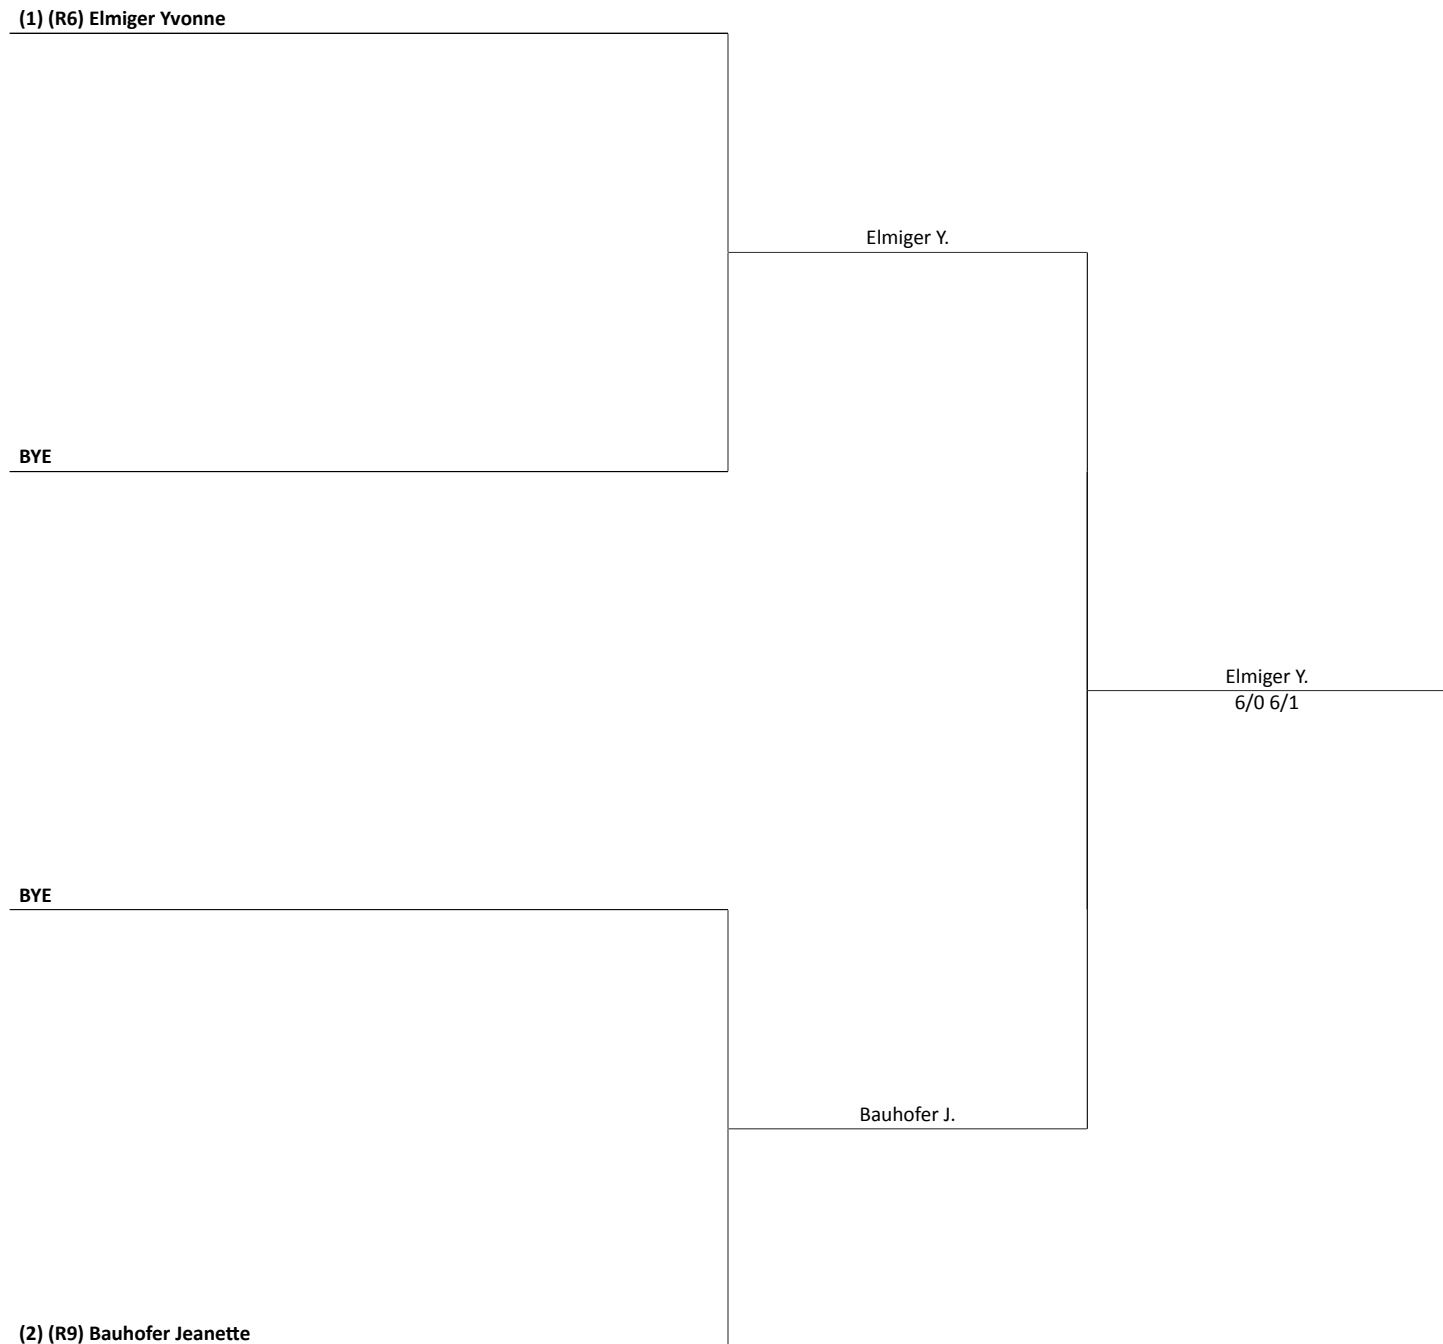 (1) (R6) Elmiger Yvonne
Elmiger Y.
BYE
Elmiger Y.
6/0 6/1
BYE
Bauhofer J.
(2) (R9) Bauhofer Jeanette